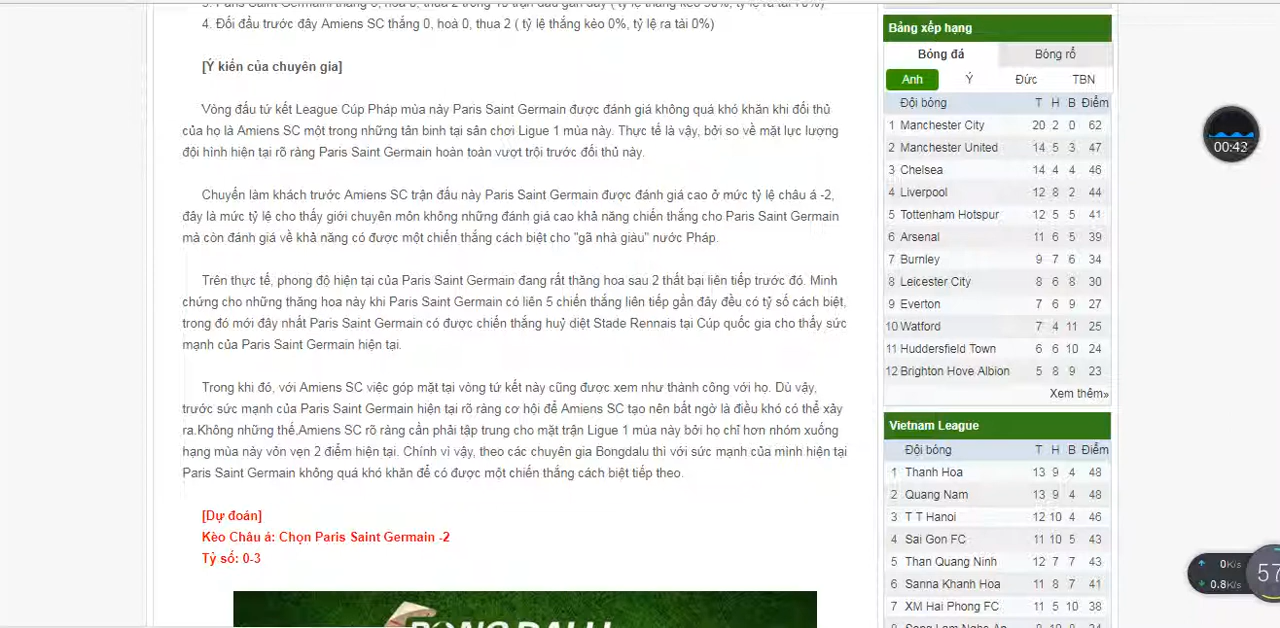 4. Đối đầu trước đây Amiens SC thắng 0, hoà 0, thua 2 ( tỷ lệ thắng kèo 0%, tỷ lệ ra tài 0%)
[Ý kiến của chuyên gia]
Vòng đấu tứ kết League Cúp Pháp mùa này Paris Saint Germain được đánh giá không quá khó khăn khi đối thủ
của họ là Amiens SC một trong những tân binh tại sân chơi Ligue 1 mùa này. Thực tế là vậy, bởi so về mặt lực lượng
đội hình hiện tại rõ ràng Paris Saint Germain hoàn toàn vượt trội trước đối thủ này.
Chuyến làm khách trước Amiens SC trận đấu này Paris Saint Germain được đánh giá cao ở mức tỷ lệ châu á -2,
đây là mức tỷ lệ cho thấy giới chuyên môn không những đánh giá cao khả năng chiến thắng cho Paris Saint Germain
mà còn đánh giá về khả năng có được một chiến thắng cách biệt cho "gã nhà giàu" nước Pháp.
Trên thực tế, phong độ hiện tại của Paris Saint Germain đang rất thăng hoa sau 2 thất bại liên tiếp trước đó. Minh
chứng cho những thăng hoa này khi Paris Saint Germain có liên 5 chiến thắng liên tiếp gần đây đều có tỷ số cách biệt,
trong đó mới đây nhất Paris Saint Germain có được chiến thắng huỷ diệt Stade Rennais tại Cúp quốc gia cho thấy sức
mạnh của Paris Saint Germain hiện tại.
Trong khi đó, với Amiens SC việc góp mặt tại vòng tứ kết này cũng được xem như thành công với họ. Dù vậy,
trước sức mạnh của Paris Saint Germain hiện tại rõ ràng cơ hội để Amiens SC tạo nên bất ngờ là điều khó có thể xảy
ra.Không những thế,Amiens SC rõ ràng cần phải tập trung cho mặt trận Ligue 1 mùa này bởi họ chỉ hơn nhóm xuống
hạng mùa này vỏn vẹn 2 điểm hiện tại. Chính vì vậy, theo các chuyên gia Bongdalu thì với sức mạnh của mình hiện tại
Paris Saint Germain không quá khó khăn để có được một chiến thắng cách biệt tiếp theo.
[Dự đoán]
Kèo Châu á: Chọn Paris Saint Germain -2
Tỷ số: 0-3
BONGDALU
Bảng xếp hạng
Bóng đá Bóng rổ
Anh Ý Đức TBN
Đội bóng T H B Điểm
1 Manchester City 20 2 0 62
2 Manchester United 14 5 3 47
3 Chelsea 14 4 4 46
4 Liverpool 12 8 2 44
5 Tottenham Hotspur 12 5 5 41
6 Arsenal 11 6 5 39
7 Burnley 9 7 6 34
8 Leicester City 8 6 8 30
9 Everton 7 6 9 27
10 Watford 7 4 11 25
11 Huddersfield Town 6 6 10 24
12 Brighton Hove Albion 5 8 9 23
Xem thêm»
Vietnam League
Đội bóng T H B Điểm
1 Thanh Hoa 13 9 4 48
2 Quang Nam 13 9 4 48
3 T T Hanoi 12 10 4 46
4 Sai Gon FC 11 10 5 43
5 Than Quang Ninh 12 7 7 43
6 Sanna Khanh Hoa 11 8 7 41
7 XM Hai Phong FC 11 5 10 38
00:43
0K/s
0.8K/s
57